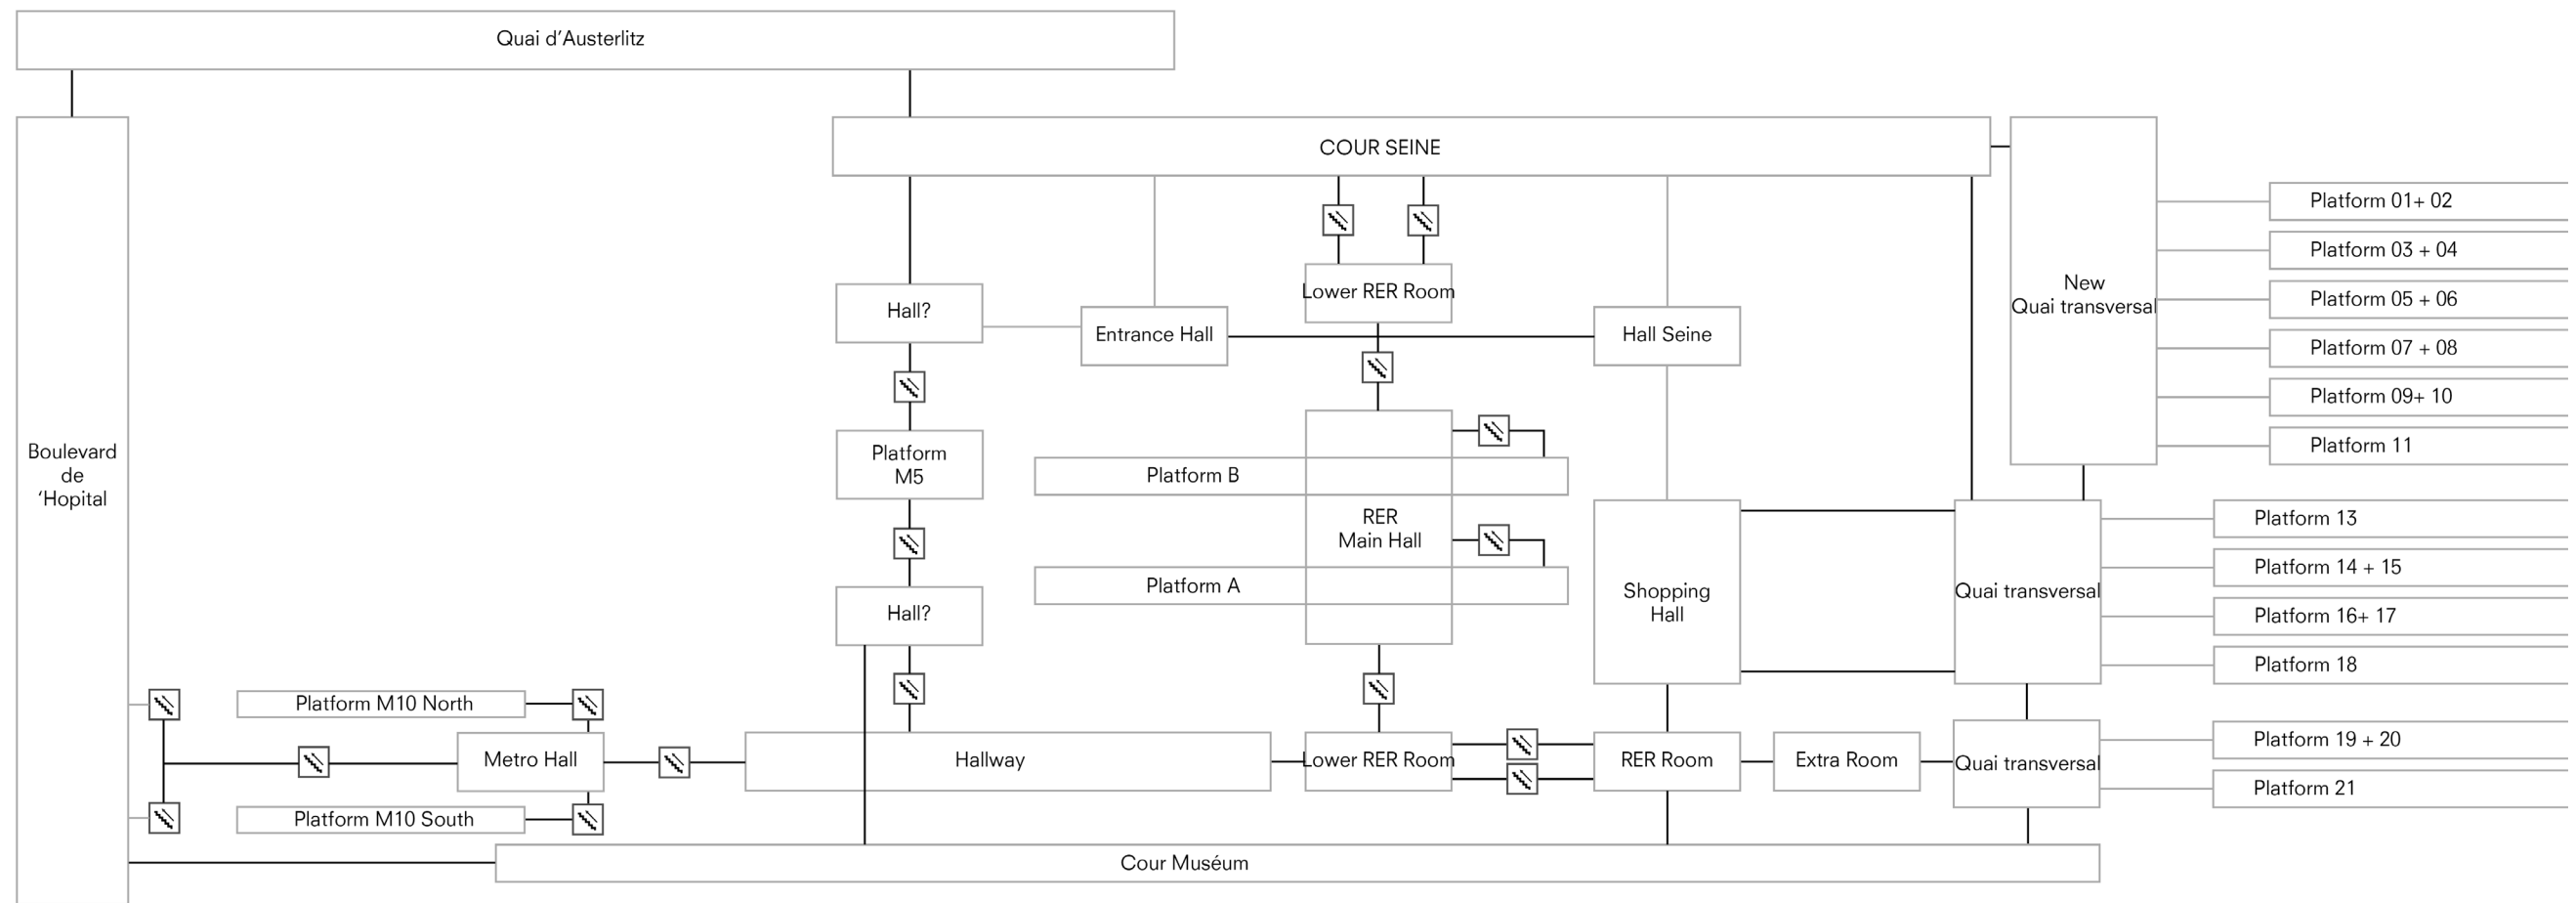 Quai d'Austerlitz
COUR SEINE
Platform 01+ 02
Platform 03 + 04
New
Quai transversal
Platform 05 + 06
Lower RER Room
Hall?
Entrance Hall
Hall Seine
Platform 07 + 08
Platform 09+ 10
Platform 11
Boulevard
de
‘Hopital
Platform
M5
Platform B
RER
Main Hall
Platform 13
Platform 14 + 15
Platform A
Shopping
Hall
Quai transversal
Hall?
Platform 16+ 17
Platform 18
Platform M10 North
Metro Hall
Hallway
Lower RER Room
RER Room
Extra Room
Quai transversal
Platform 19 + 20
Platform 21
Platform M10 South
Cour Muséum